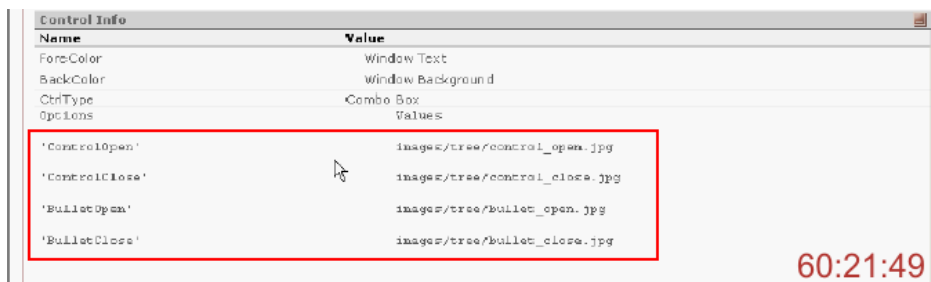 Control Info
Name Value
ForeColor Window Text
BackColor Window Background
CtrlType Combo Box
Options Values
'ControlOpen' images/tree/control_open.jpg
'ControlClose' images/tree/control_close.jpg
'BulletOpen' images/tree/bullet_open.jpg
'BulletClose' images/tree/bullet_close.jpg
60:21:49